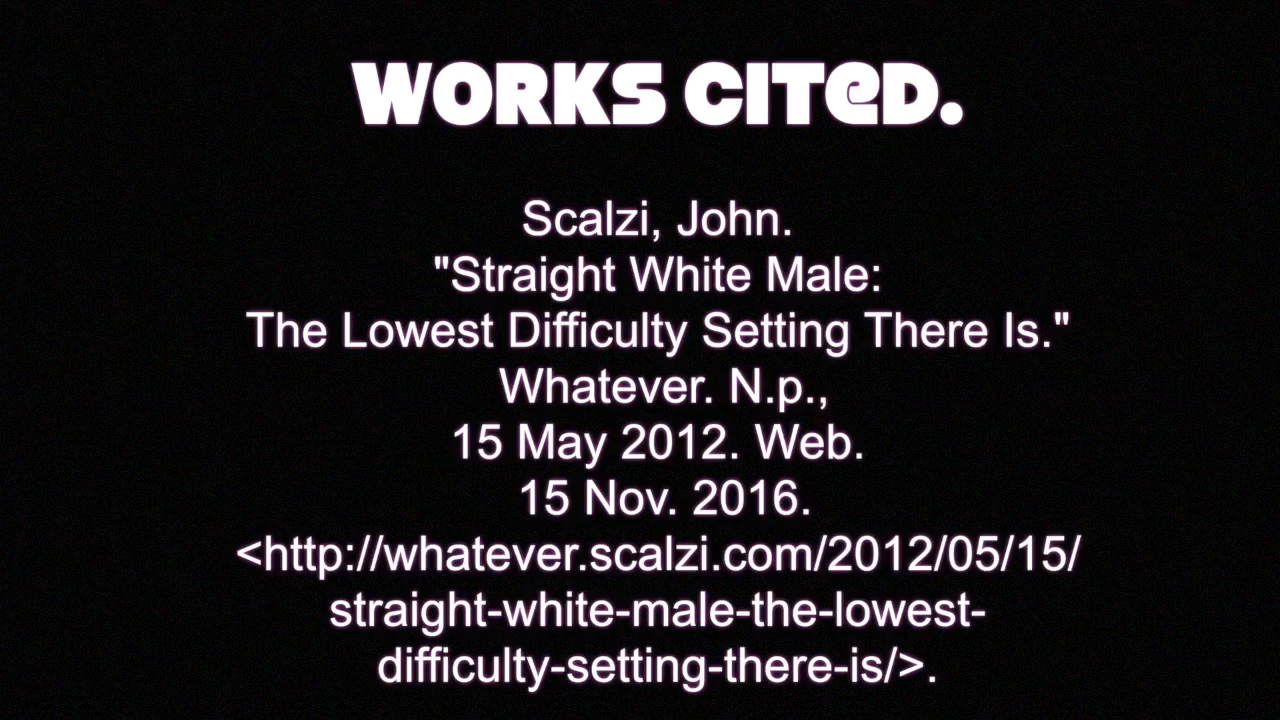 WORKS CITeD.
Scalzi, John.
"Straight White Male:
The Lowest Difficulty Setting There Is."
Whatever. N.p.,
15 May 2012. Web.
15 Nov. 2016.
<http://whatever.scalzi.com/2012/05/15/
straight-white-male-the-lowest-
difficulty-setting-there-is/>.